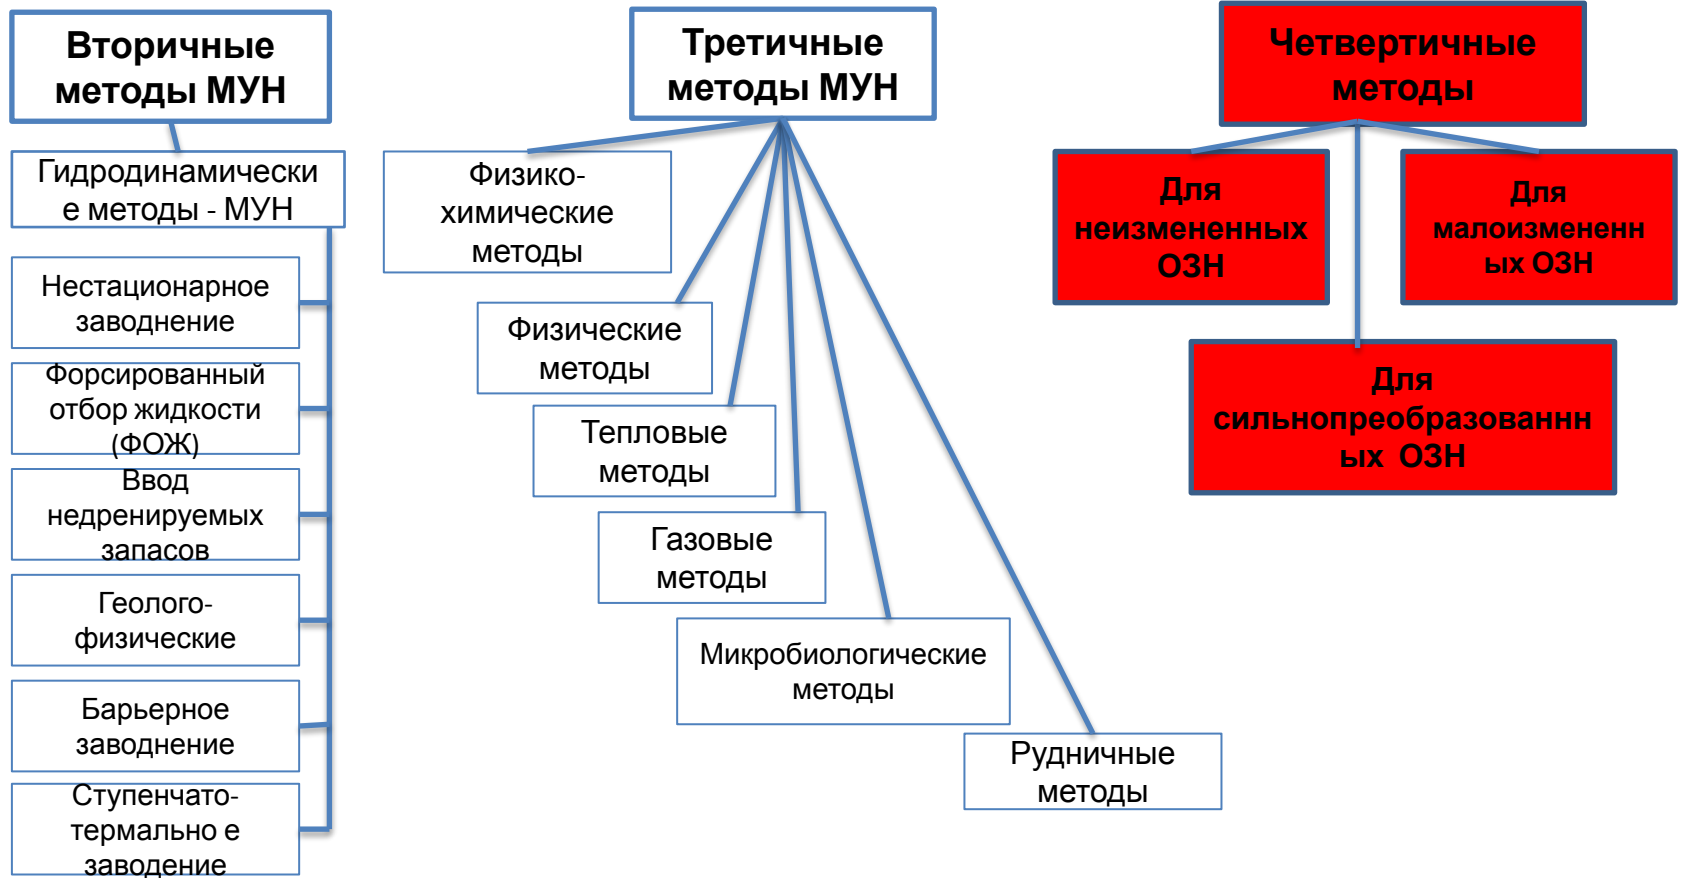 Вторичные
методы МУН
Гидродинамически
е методы - МУН
Нестационарное
заводнение
Форсированный
отбор жидкости
(ФОЖ)
Ввод
недренируемых
запасов
Геолого-
физические
Барьерное
заводнение
Ступенчато-
термально е
заводение
Третичные
методы МУН
Физико-
химические
методы
Физические
методы
Тепловые
методы
Газовые
методы
Микробиологические
методы
Рудничные
методы
Четвертичные
методы
Для
неизмененных
ОЗН
Для
малоизмененн
ых ОЗН
Для
сильнопреобразованнн
ых ОЗН